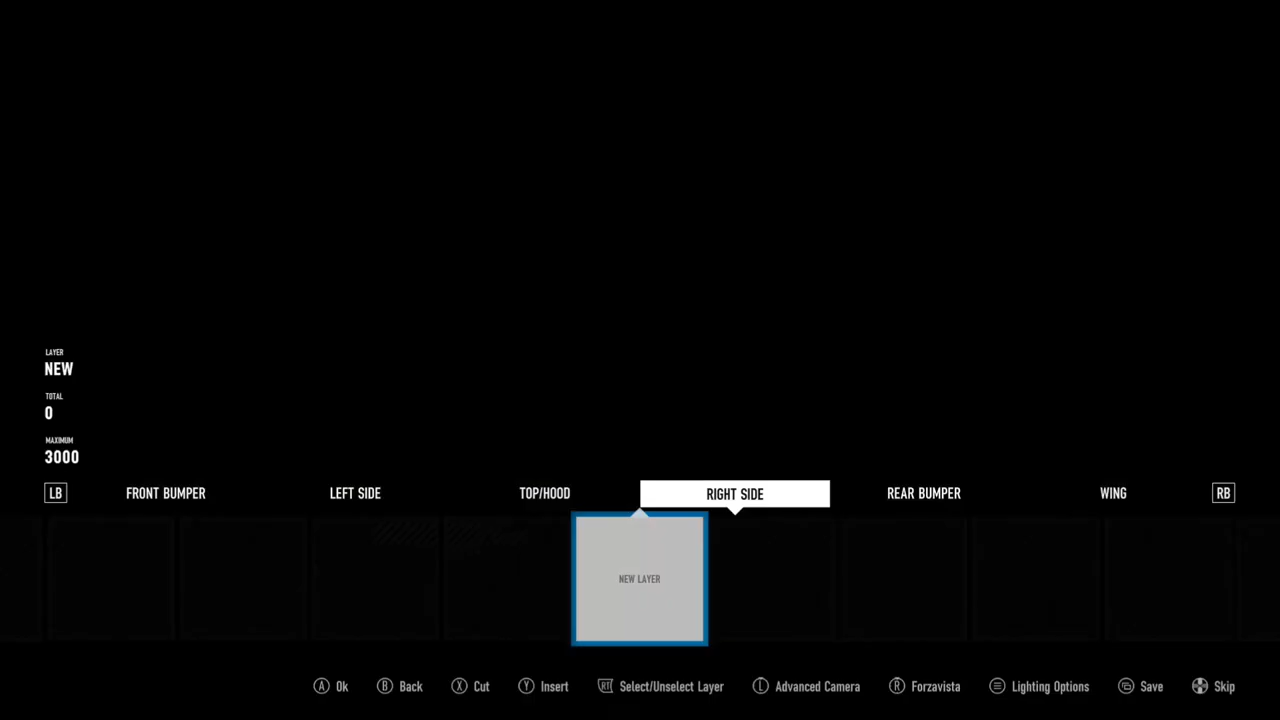 LAYER
NEW
TOTAL
0
MAXIMUM
3000
LB FRONT BUMPER LEFT SIDE TOP/HOOD RIGHT SIDE REAR BUMPER WING RB
NEW LAYER
A Ok B Back X Cut Y Insert RT Select/Unselect Layer L Advanced Camera R Forzavista Lighting Options Save Skip